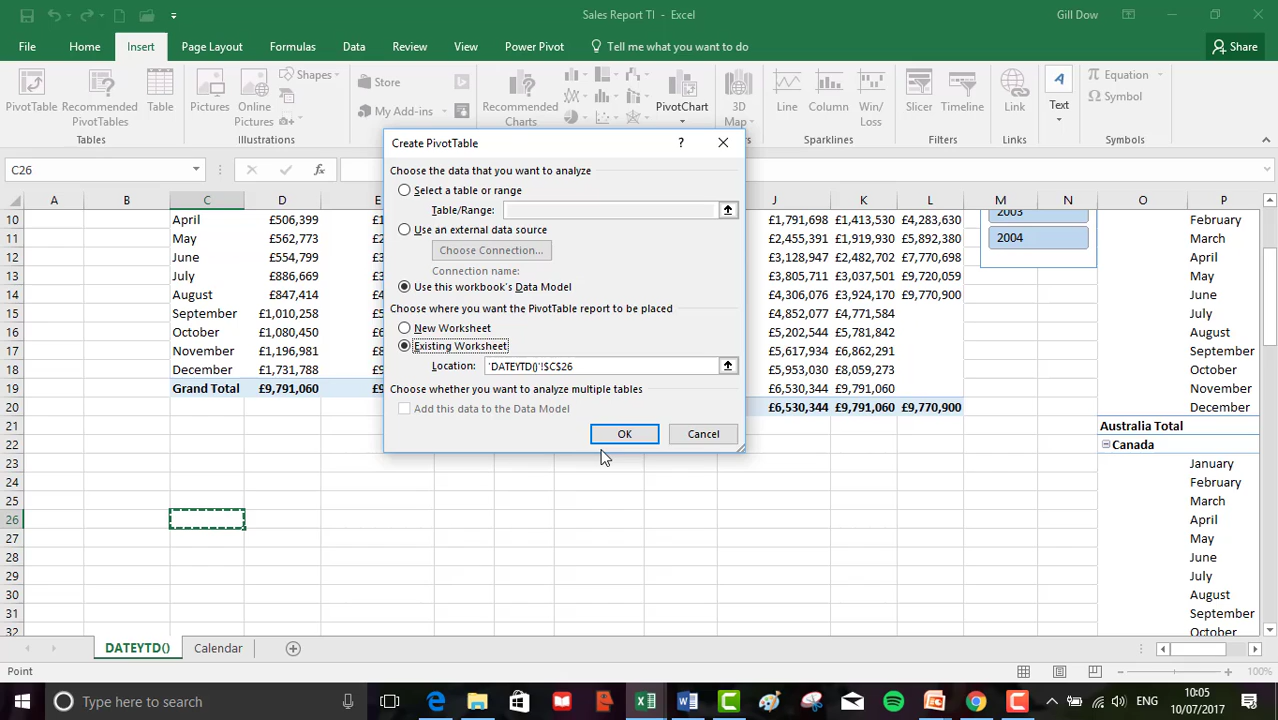 Sales Report TI - Excel
Gill Dow
File Home Insert Page Layout Formulas Data Review View Power Pivot Tell me what you want to do Share
PivotTable
Recommended PivotTables
Table
Tables
Pictures
Online Pictures
Shapes
Illustrations
Store
My Add-ins
Recommended Charts
PivotChart
3D Map
Line
Column
Win/ Loss
Sparklines
Slicer
Timeline
Filters
Link
Links
A
Text
Equation
Symbol
Symbols
C26
fx
A B C D E J K L M N O P
10 April £506,399 £1,791,698 £1,413,530 £4,283,630 2003 February
11 May £562,773 £2,455,391 £1,919,930 £5,892,380 2004 March
12 June £554,799 £3,128,947 £2,482,702 £7,770,698 April
13 July £886,669 £3,805,711 £3,037,501 £9,720,059 May
14 August £847,414 £4,306,076 £3,924,170 £9,770,900 June
15 September £1,010,258 £4,852,077 £4,771,584 July
16 October £1,080,450 £5,202,544 £5,781,842 August
17 November £1,196,981 £5,617,934 £6,862,291 September
18 December £1,731,788 £5,953,030 £8,059,273 October
19 Grand Total £9,791,060 £6,530,344 £9,791,060 November
20 £6,530,344 £9,791,060 £9,770,900 December
21 Australia Total
22 Canada
23 January
24 February
25 March
26 April
27 May
28 June
29 July
30 August
31 September
32 October
Create PivotTable
?
Choose the data that you want to analyze
Select a table or range
Table/Range:
Use an external data source
Choose Connection...
Connection name:
Use this workbook's Data Model
Choose where you want the PivotTable report to be placed
New Worksheet
Existing Worksheet
Location: 'DATEYTD()'!$C$26
Choose whether you want to analyze multiple tables
Add this data to the Data Model
OK Cancel
DATEYTD() Calendar
Point
100%
Type here to search
ENG
10:05
10/07/2017